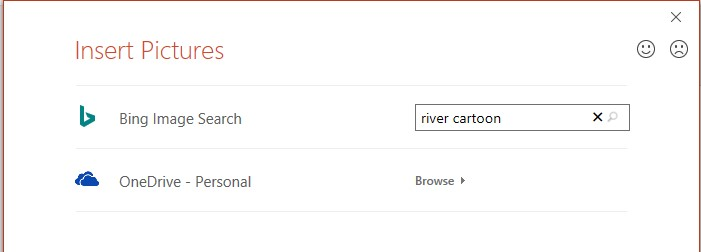 Insert Pictures
Bing Image Search
river cartoon
OneDrive - Personal
Browse